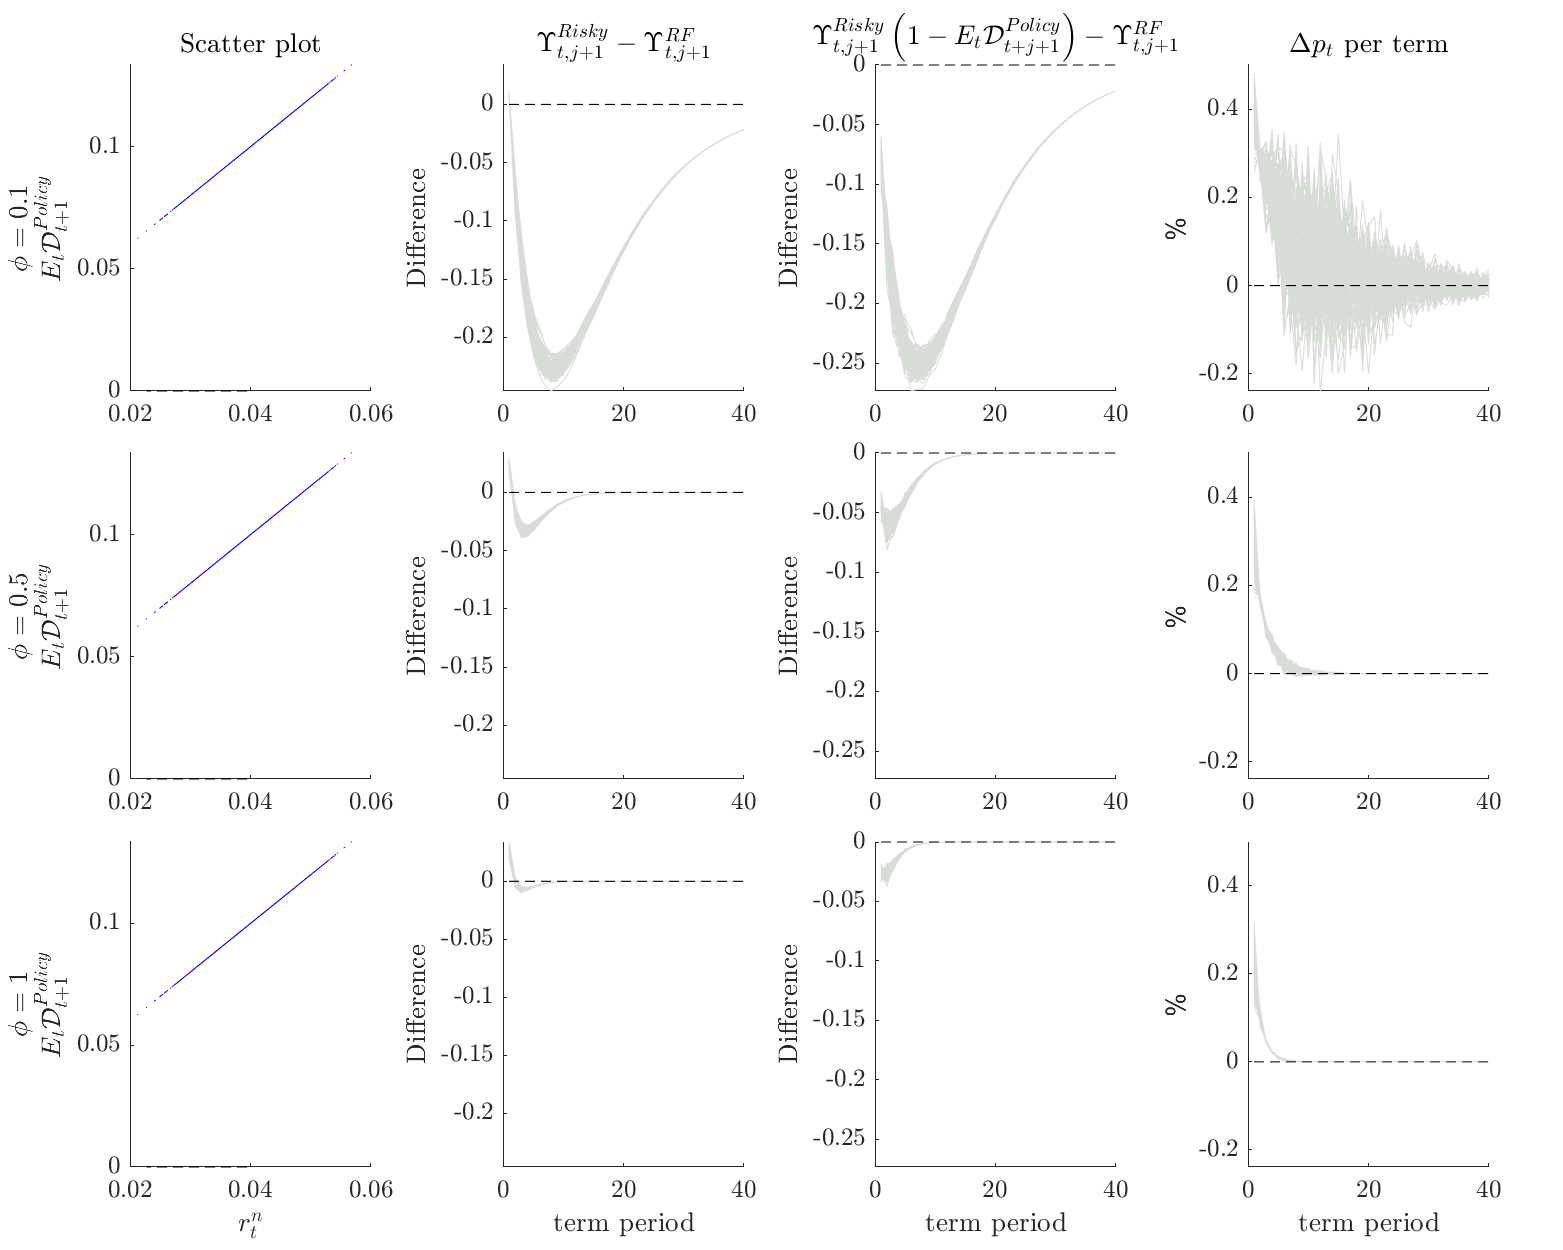 Scatter plot
Υ^{Risky}_{t,j+1} − Υ^{RF}_{t,j+1}
Υ^{Risky}_{t,j+1} (1 − E_t𝒟^{Policy}_{t+j+1}) − Υ^{RF}_{t,j+1}
Δp_t per term
ϕ = 0.1
E_t𝒟^{Policy}_{t+1}
0.1
0.05
0
0.02 0.04 0.06
Difference
0
-0.05
-0.1
-0.15
-0.2
0 20 40
Difference
0
-0.05
-0.1
-0.15
-0.2
-0.25
0 20 40
%
0.4
0.2
0
-0.2
0 20 40
ϕ = 0.5
E_t𝒟^{Policy}_{t+1}
0.1
0.05
0
0.02 0.04 0.06
Difference
0
-0.05
-0.1
-0.15
-0.2
0 20 40
Difference
0
-0.05
-0.1
-0.15
-0.2
-0.25
0 20 40
%
0.4
0.2
0
-0.2
0 20 40
ϕ = 1
E_t𝒟^{Policy}_{t+1}
0.1
0.05
0
0.02 0.04 0.06
r^n_t
Difference
0
-0.05
-0.1
-0.15
-0.2
0 20 40
term period
Difference
0
-0.05
-0.1
-0.15
-0.2
-0.25
0 20 40
term period
%
0.4
0.2
0
-0.2
0 20 40
term period